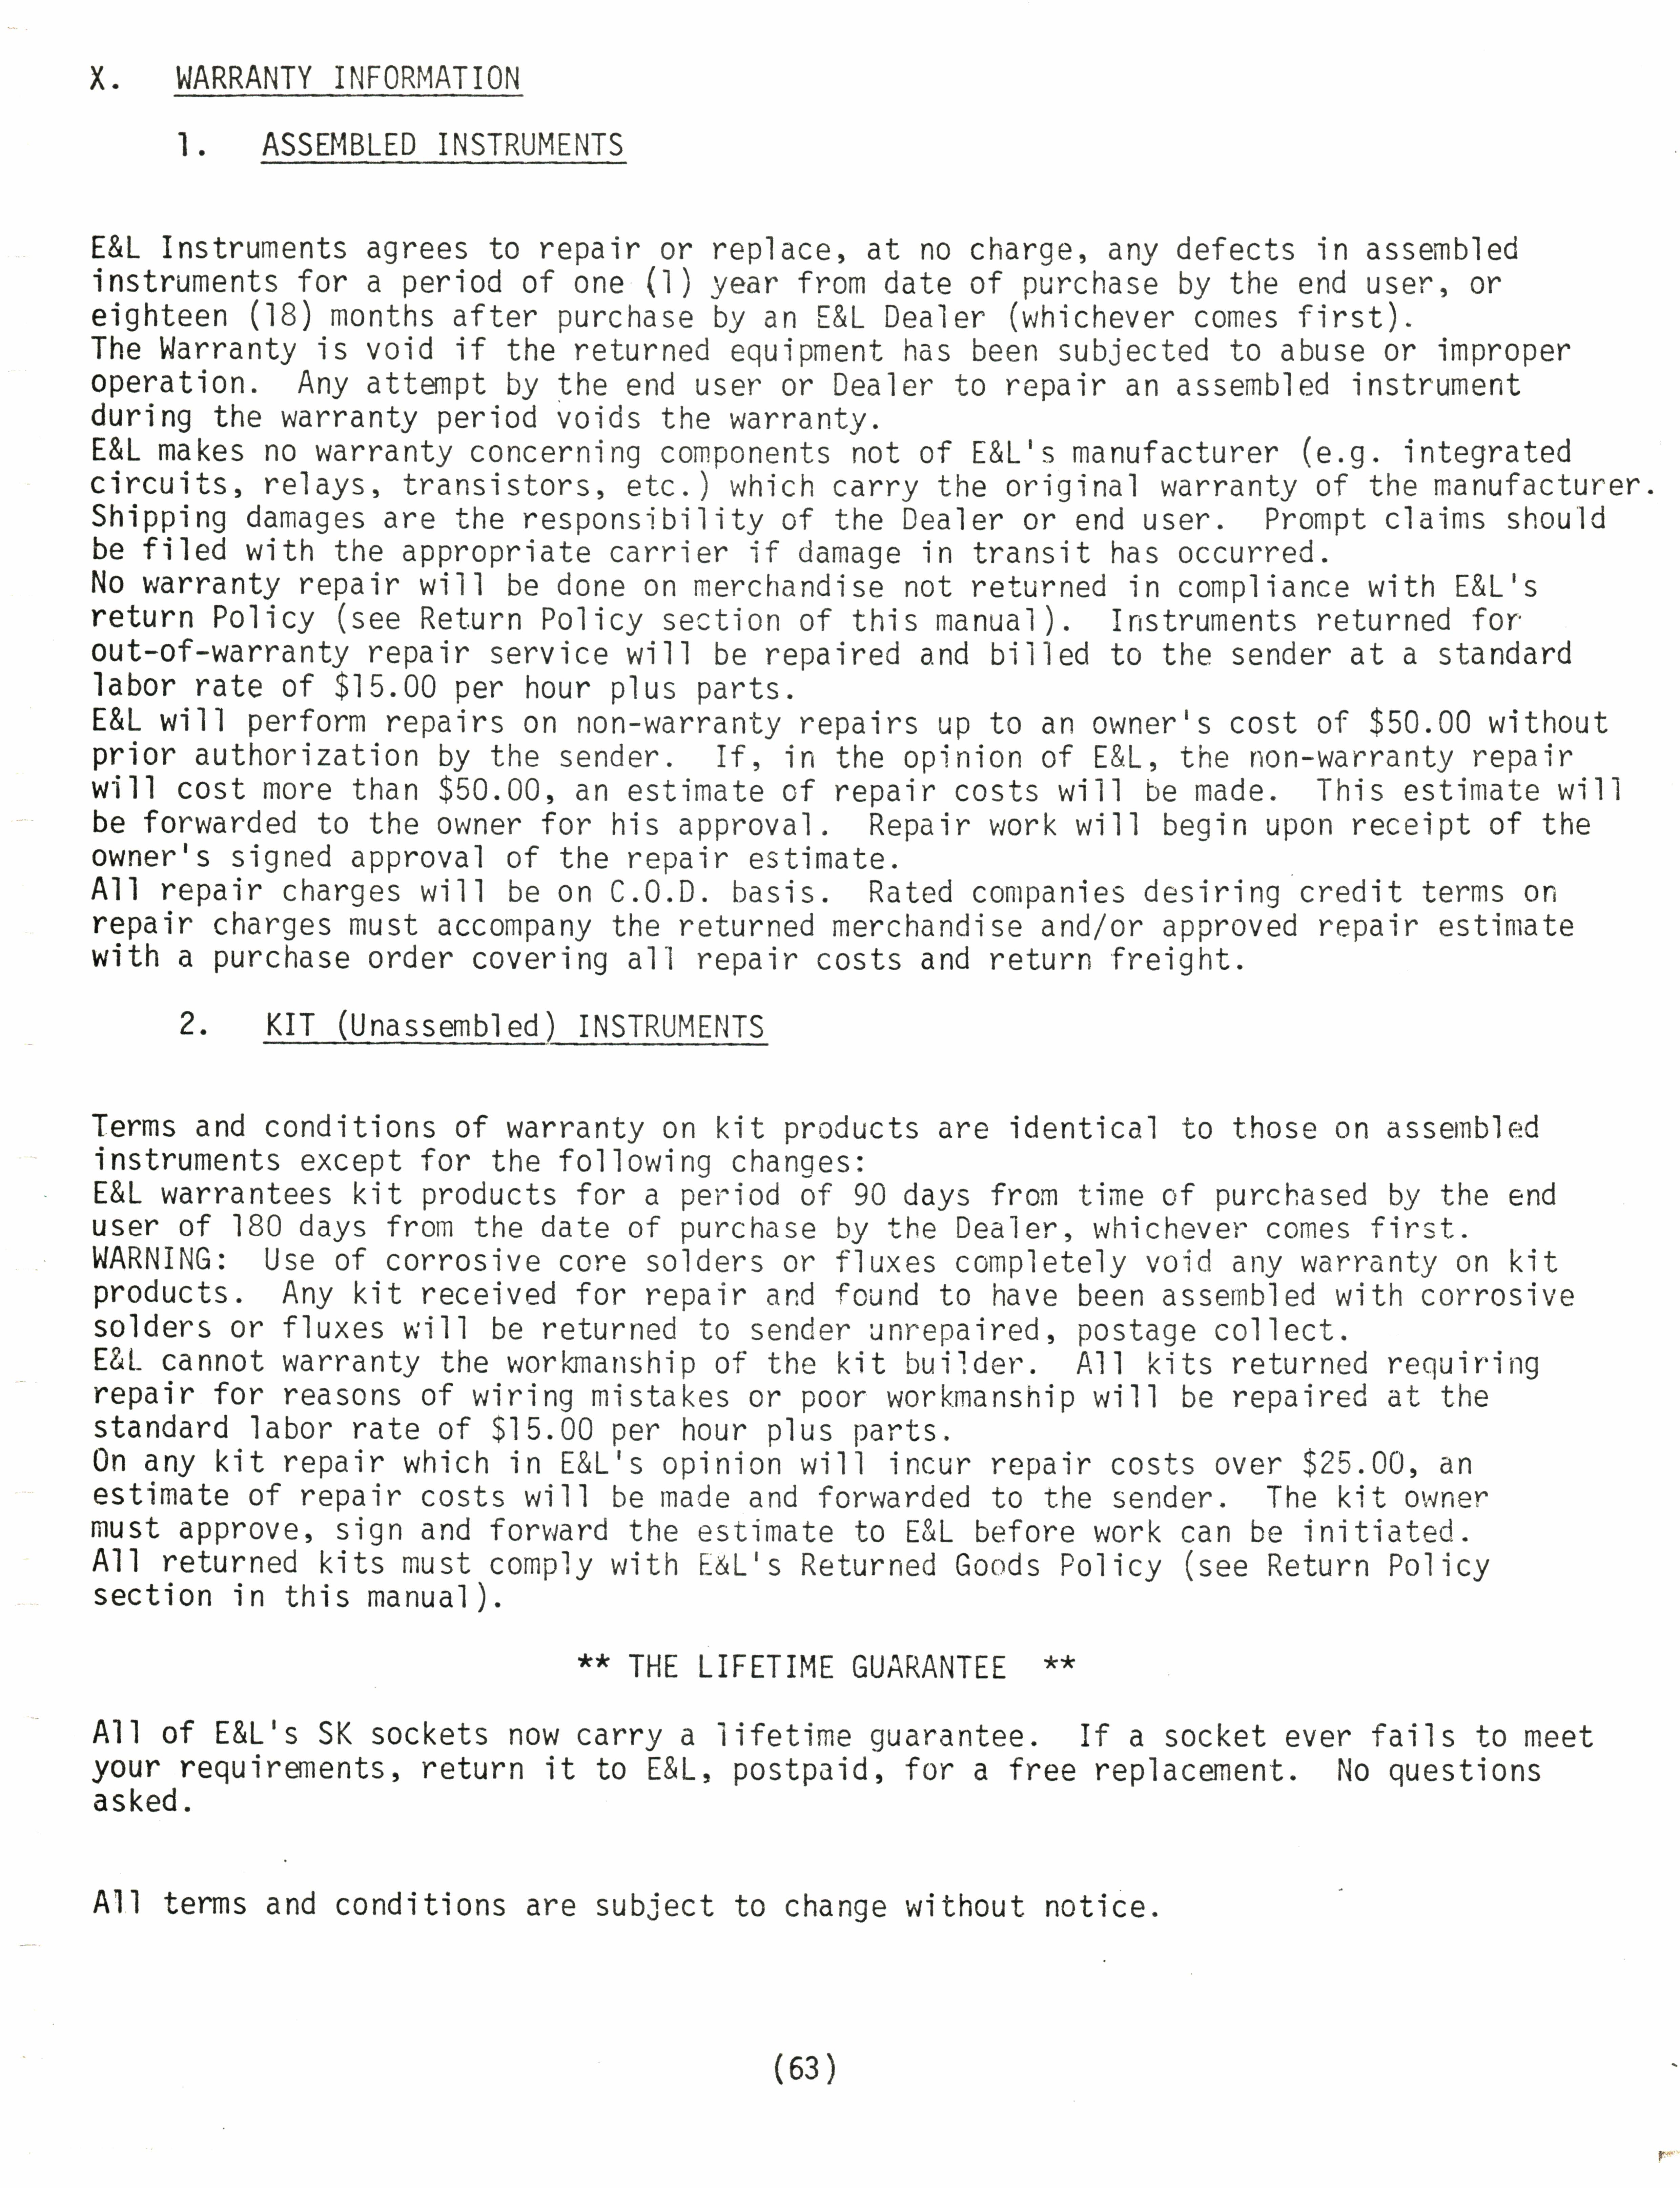 X. WARRANTY INFORMATION
1. ASSEMBLED INSTRUMENTS
E&L Instruments agrees to repair or replace, at no charge, any defects in assembled
instruments for a period of one (1) year from date of purchase by the end user, or
eighteen (18) months after purchase by an E&L Dealer (whichever comes first).
The Warranty is void if the returned equipment has been subjected to abuse or improper
operation. Any attempt by the end user or Dealer to repair an assembled instrument
during the warranty period voids the warranty.
E&L makes no warranty concerning components not of E&L's manufacturer (e.g. integrated
circuits, relays, transistors, etc.) which carry the original warranty of the manufacturer.
Shipping damages are the responsibility of the Dealer or end user. Prompt claims should
be filed with the appropriate carrier if damage in transit has occurred.
No warranty repair will be done on merchandise not returned in compliance with E&L's
return Policy (see Return Policy section of this manual). Instruments returned for
out-of-warranty repair service will be repaired and billed to the sender at a standard
labor rate of $15.00 per hour plus parts.
E&L will perform repairs on non-warranty repairs up to an owner's cost of $50.00 without
prior authorization by the sender. If, in the opinion of E&L, the non-warranty repair
will cost more than $50.00, an estimate of repair costs will be made. This estimate will
be forwarded to the owner for his approval. Repair work will begin upon receipt of the
owner's signed approval of the repair estimate.
All repair charges will be on C.O.D. basis. Rated companies desiring credit terms on
repair charges must accompany the returned merchandise and/or approved repair estimate
with a purchase order covering all repair costs and return freight.
2. KIT (Unassembled) INSTRUMENTS
Terms and conditions of warranty on kit products are identical to those on assembled
instruments except for the following changes:
E&L warrantees kit products for a period of 90 days from time of purchased by the end
user of 180 days from the date of purchase by the Dealer, whichever comes first.
WARNING: Use of corrosive core solders or fluxes completely void any warranty on kit
products. Any kit received for repair and found to have been assembled with corrosive
solders or fluxes will be returned to sender unrepaired, postage collect.
E&L cannot warranty the workmanship of the kit builder. All kits returned requiring
repair for reasons of wiring mistakes or poor workmanship will be repaired at the
standard labor rate of $15.00 per hour plus parts.
On any kit repair which in E&L's opinion will incur repair costs over $25.00, an
estimate of repair costs will be made and forwarded to the sender. The kit owner
must approve, sign and forward the estimate to E&L before work can be initiated.
All returned kits must comply with E&L's Returned Goods Policy (see Return Policy
section in this manual).
** THE LIFETIME GUARANTEE **
All of E&L's SK sockets now carry a lifetime guarantee. If a socket ever fails to meet
your requirements, return it to E&L, postpaid, for a free replacement. No questions
asked.
All terms and conditions are subject to change without notice.
(63)